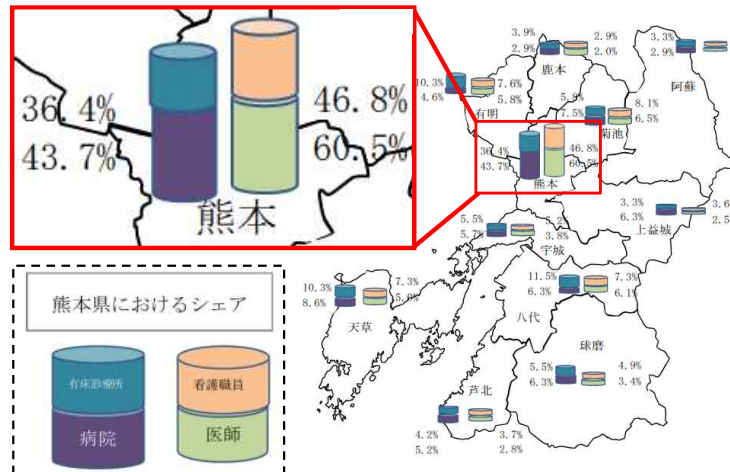 36.4%
43.7%
46.8%
60.5%
熊本
熊本県におけるシェア
有床診療所
病院
看護職員
医師
3.9%
2.9%
2.9%
2.0%
鹿本
3.3%
2.9%
阿蘇
10.3%
4.6%
7.6%
5.8%
有明
7.5%
8.1%
6.5%
菊池
36.4%
43.7%
46.8%
60.5%
熊本
3.3%
6.3%
3.6
2.5%
上益城
5.5%
5.7%
3.8%
宇城
10.3%
8.6%
7.3%
天草
11.5%
6.3%
7.3%
6.1%
八代
5.5%
6.3%
4.9%
3.4%
球磨
4.2%
5.2%
3.7%
2.8%
芦北